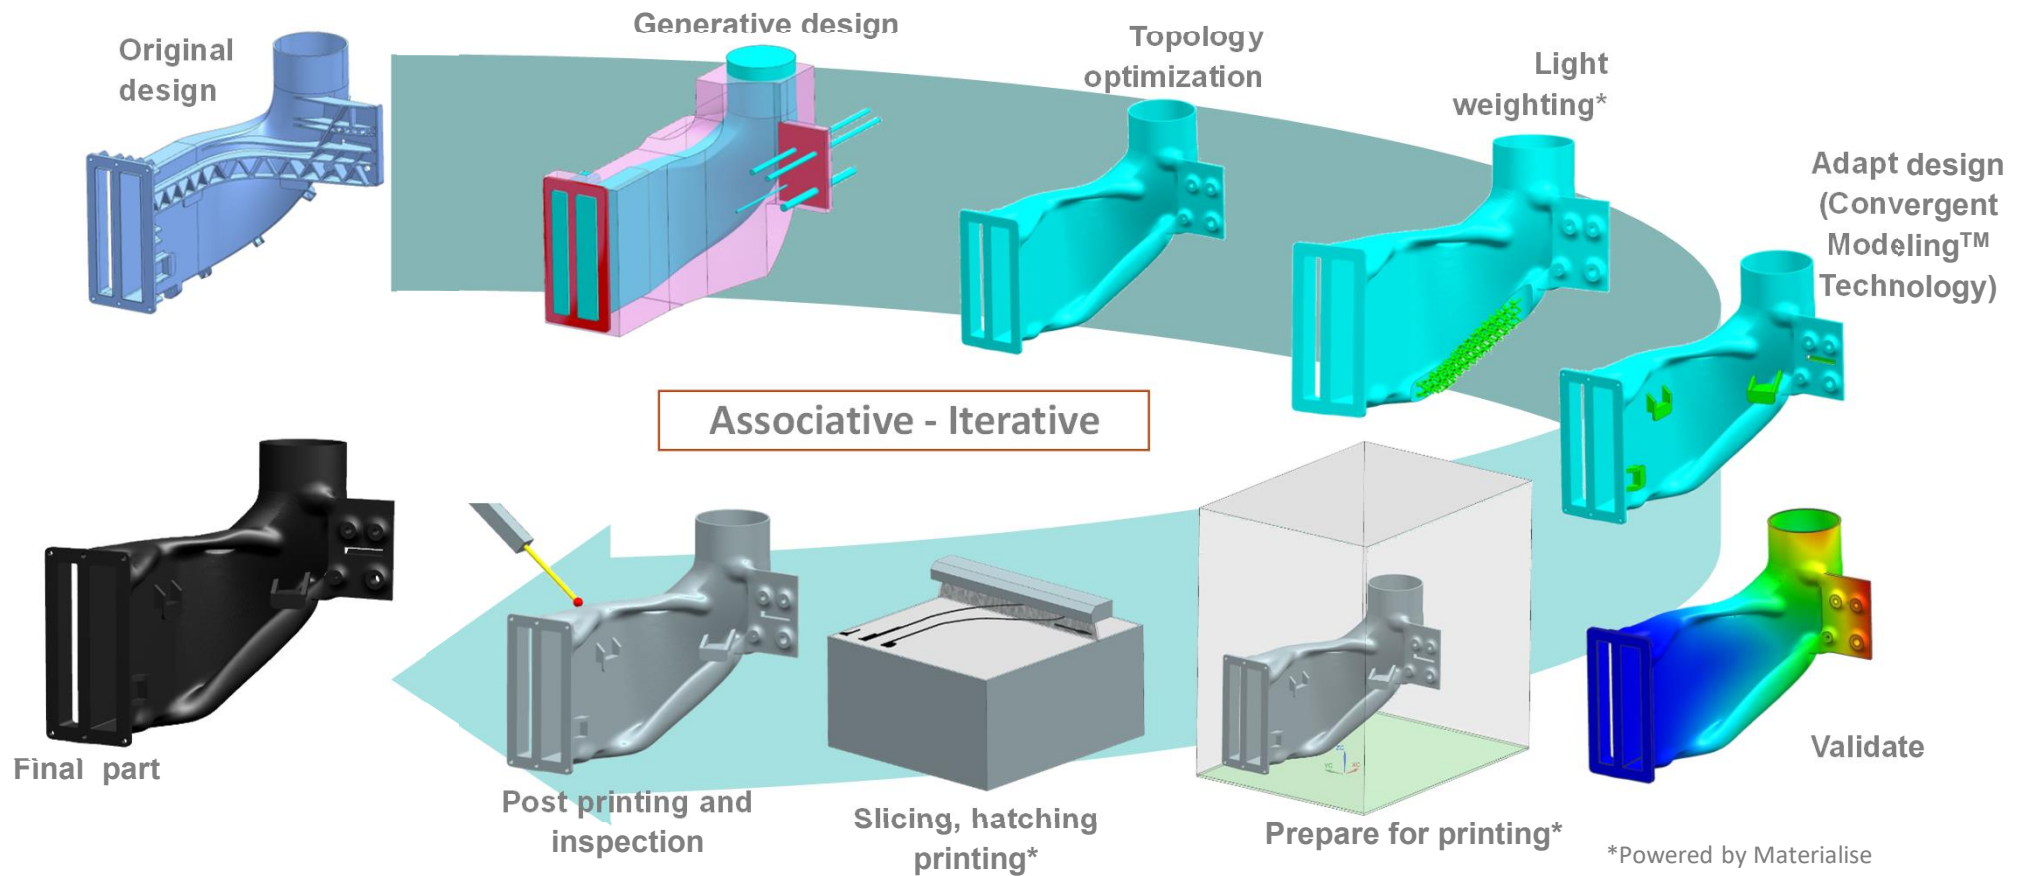 Original
design
Generative design
Topology
optimization
Light
weighting*
Adapt design
(Convergent
Modeling™
Technology)
Associative - Iterative
Validate
Prepare for printing*
Slicing, hatching
printing*
Post printing and
inspection
Final part
*Powered by Materialise